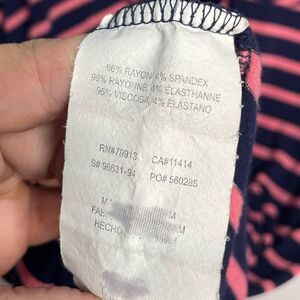 96% RAYON 4% SPANDEX
96% RAYONNE 4% ELASTHANNE
96% VISCOSA 4% ELASTANO
RN#79913 CA#11414
S# 96631-94 PO# 560285
HECHO